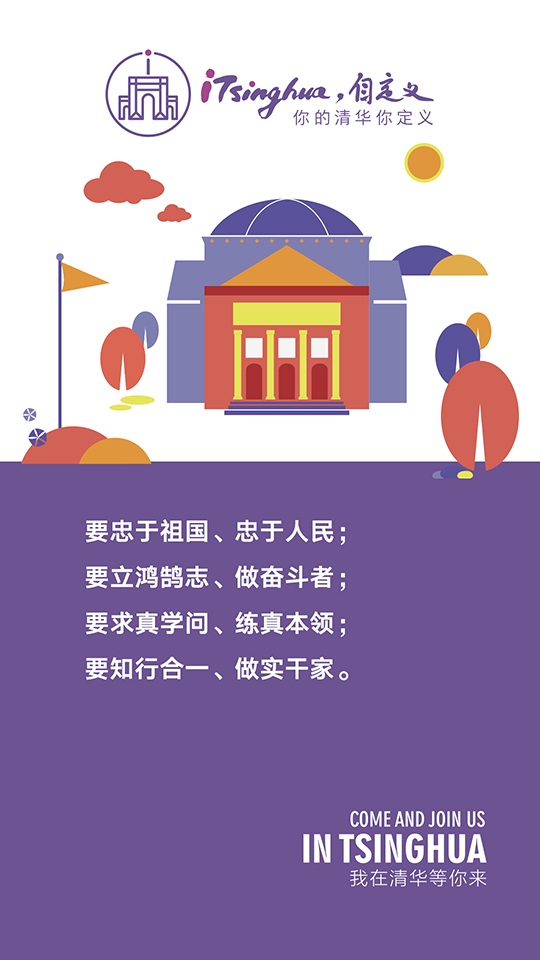 iTsinghua，自定义
你的清华你定义
要忠于祖国、忠于人民；
要立鸿鹄志、做奋斗者；
要求真学问、练真本领；
要知行合一、做实干家。
COME AND JOIN US
IN TSINGHUA
我在清华等你来